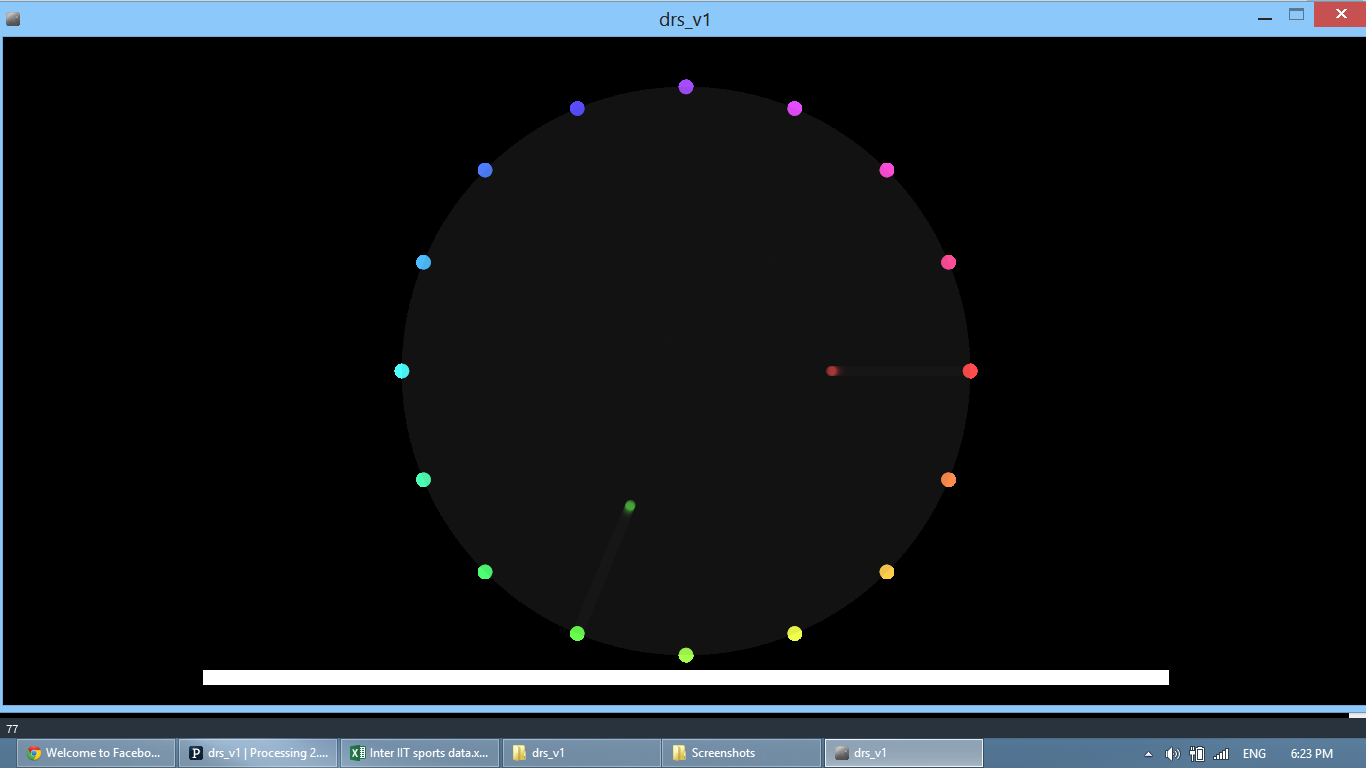 drs_v1
77
Welcome to Facebo...
drs_v1 | Processing 2....
Inter IIT sports data.x...
drs_v1
Screenshots
drs_v1
ENG
6:23 PM